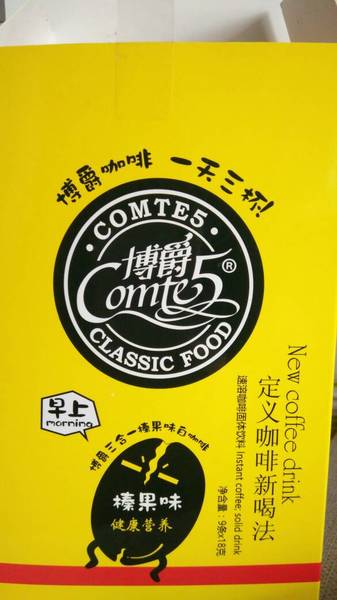 博爵咖啡 一天三杯!
·COMTE5·
博爵
Comte5®
CLASSIC FOOD
New coffee drink
定义咖啡新喝法
速溶咖啡固体饮料 instant coffee; solid drink
净含量:9条x18克
早上
morning
博爵三合一榛果味白咖啡
榛果味
健康营养